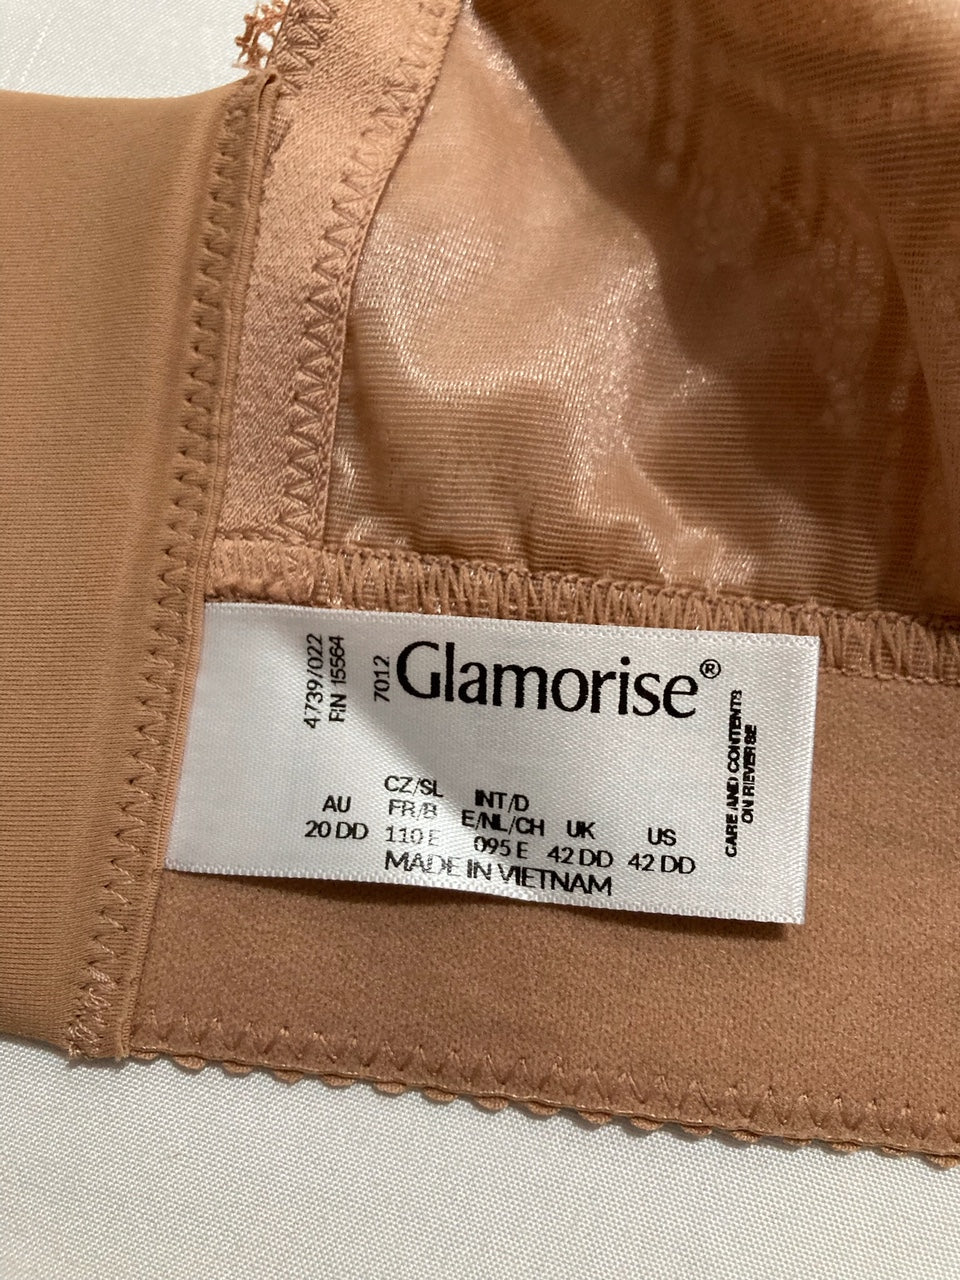 4739/022
RN 15564
7012
Glamorise®
CARE AND CONTENTS
ON REVERSE
AU
20 DD
CZ/SL
FR/B
110 E
INT/D
E/NL/CH
095 E
UK
42 DD
US
42 DD
MADE IN VIETNAM